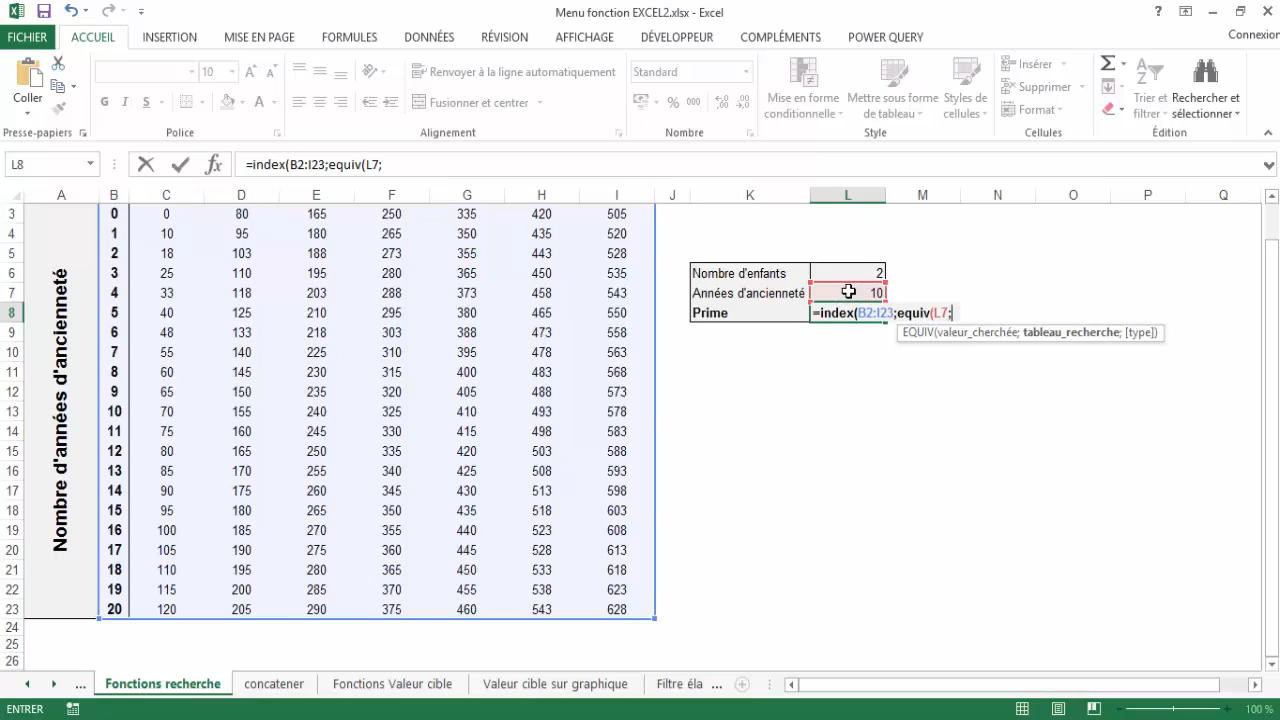 Menu fonction EXCEL2.xlsx - Excel
?
FICHIER ACCUEIL INSERTION MISE EN PAGE FORMULES DONNÉES RÉVISION AFFICHAGE DÉVELOPPEUR COMPLÉMENTS POWER QUERY Connexion
10 Renvoyer à la ligne automatiquement Standard Insérer
Coller G I S Fusionner et centrer % 000 Mise en forme conditionnelle Mettre sous forme de tableau Styles de cellules Supprimer Format Trier et filtrer Rechercher et sélectionner
Presse-papiers Police Alignement Nombre Style Cellules Édition
L8 fx =index(B2:I23;equiv(L7;
A B C D E F G H I J K L M N O P Q
Nombre d'années d'ancienneté
3 0 0 80 165 250 335 420 505
4 1 10 95 180 265 350 435 520
5 2 18 103 188 273 355 443 528
6 3 25 110 195 280 365 450 535 Nombre d'enfants 2
7 4 33 118 203 288 373 458 543 Années d'ancienneté 10
8 5 40 125 210 295 380 465 550 Prime =index(B2:I23;equiv(L7;
9 6 48 133 218 303 388 473 558 EQUIV(valeur_cherchée; tableau_recherche; [type])
10 7 55 140 225 310 395 478 563
11 8 60 145 230 315 400 483 568
12 9 65 150 235 320 405 488 573
13 10 70 155 240 325 410 493 578
14 11 75 160 245 330 415 498 583
15 12 80 165 250 335 420 503 588
16 13 85 170 255 340 425 508 593
17 14 90 175 260 345 430 513 598
18 15 95 180 265 350 435 518 603
19 16 100 185 270 355 440 523 608
20 17 105 190 275 360 445 528 613
21 18 110 195 280 365 450 533 618
22 19 115 200 285 370 455 538 623
23 20 120 205 290 375 460 543 628
24
25
26
... Fonctions recherche concatener Fonctions Valeur cible Valeur cible sur graphique Filtre éla ...
ENTRER 100 %